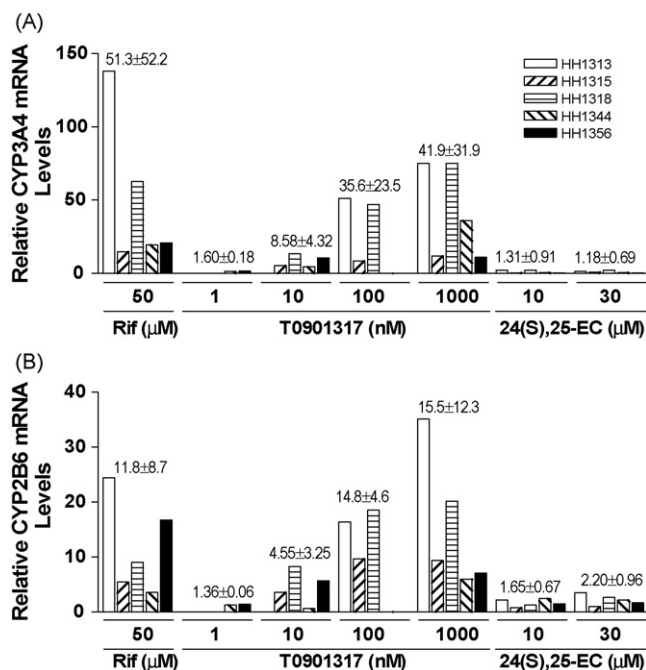 (A)
Relative CYP3A4 mRNA
Levels
150
100
50
0
51.3±52.2
1.60±0.18
8.58±4.32
35.6±23.5
41.9±31.9
1.31±0.91
1.18±0.69
HH1313
HH1315
HH1318
HH1344
HH1356
50 1 10 100 1000 10 30
Rif (μM) T0901317 (nM) 24(S),25-EC (μM)
(B)
Relative CYP2B6 mRNA
Levels
40
30
20
10
0
11.8±8.7
1.36±0.06
4.55±3.25
14.8±4.6
15.5±12.3
1.65±0.67
2.20±0.96
50 1 10 100 1000 10 30
Rif (μM) T0901317 (nM) 24(S),25-EC (μM)